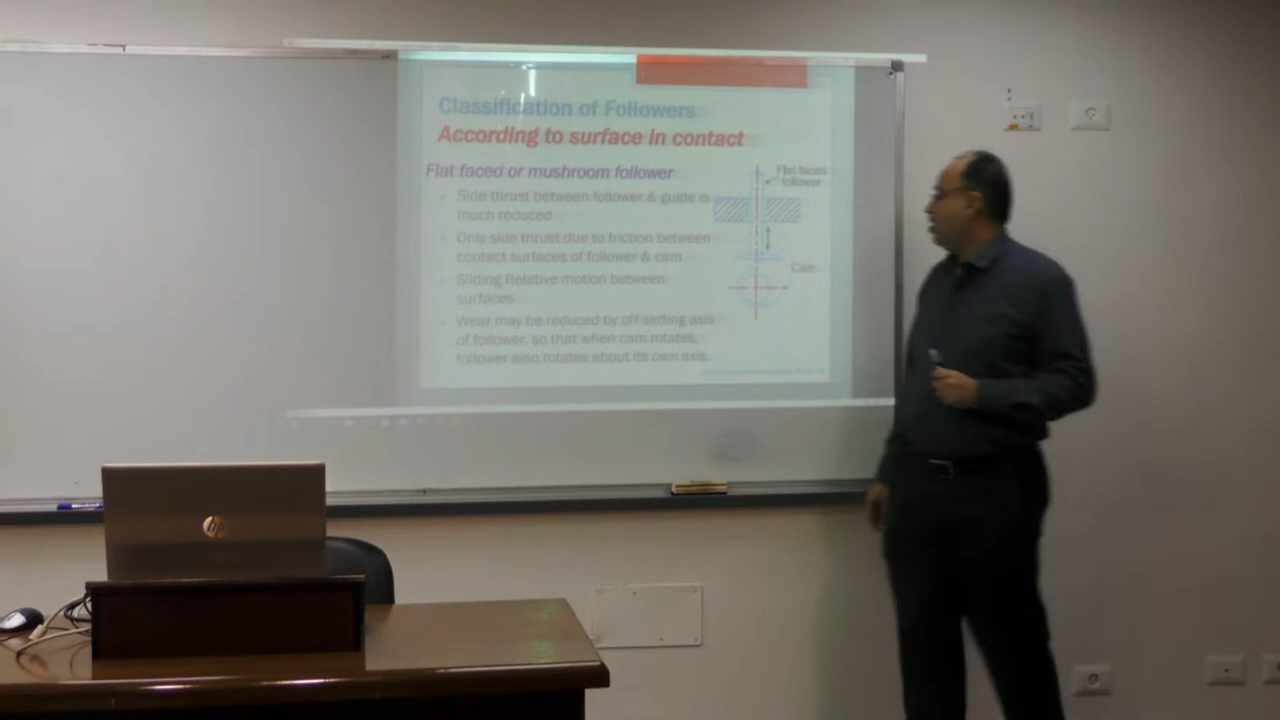 Classification of Followers
According to surface in contact
Flat faced or mushroom follower
Side thrust between follower & guide is
much reduced
Only side thrust due to friction between
contact surfaces of follower & cam
Sliding Relative motion between
surfaces
Wear may be reduced by off-setting axis
of follower, so that when cam rotates,
follower also rotates about its own axis.
Flat faced
follower
Cam
hp